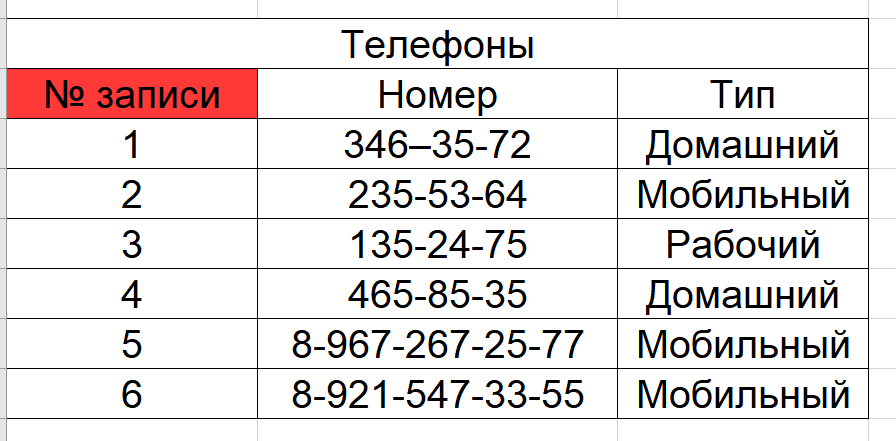 Телефоны
№ записи Номер Тип
1 346–35-72 Домашний
2 235-53-64 Мобильный
3 135-24-75 Рабочий
4 465-85-35 Домашний
5 8-967-267-25-77 Мобильный
6 8-921-547-33-55 Мобильный